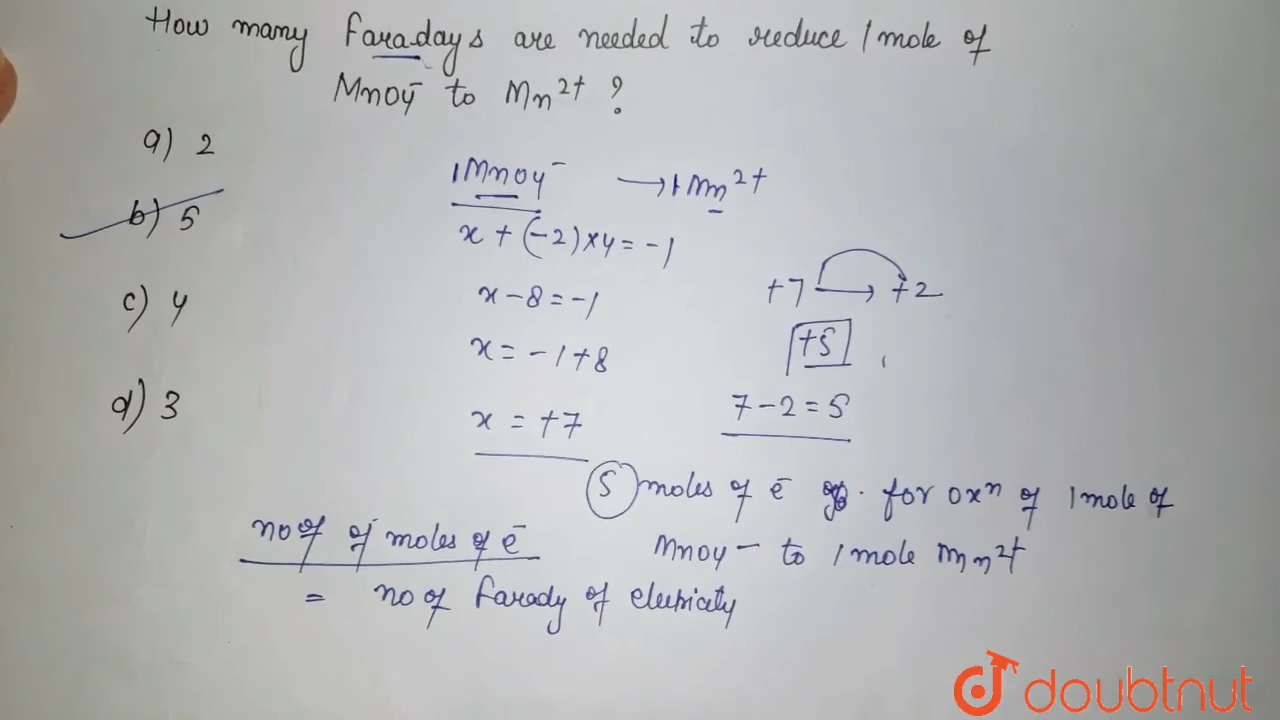 How many Faradays are needed to reduce 1 mole of
MnO4⁻ to Mn²⁺ ?
a) 2
b) 5
c) 4
d) 3
1MnO4⁻ → 1 Mn²⁺
x + (-2)×4 = -1
x - 8 = -1
x = -1 + 8
x = +7
+7 → +2
+5
7 - 2 = 5
5 moles of e⁻ for oxⁿ of 1 mole of
MnO4⁻ to 1 mole Mn²⁺
no of of moles of e⁻
= no of Farady of electricity
doubtnut